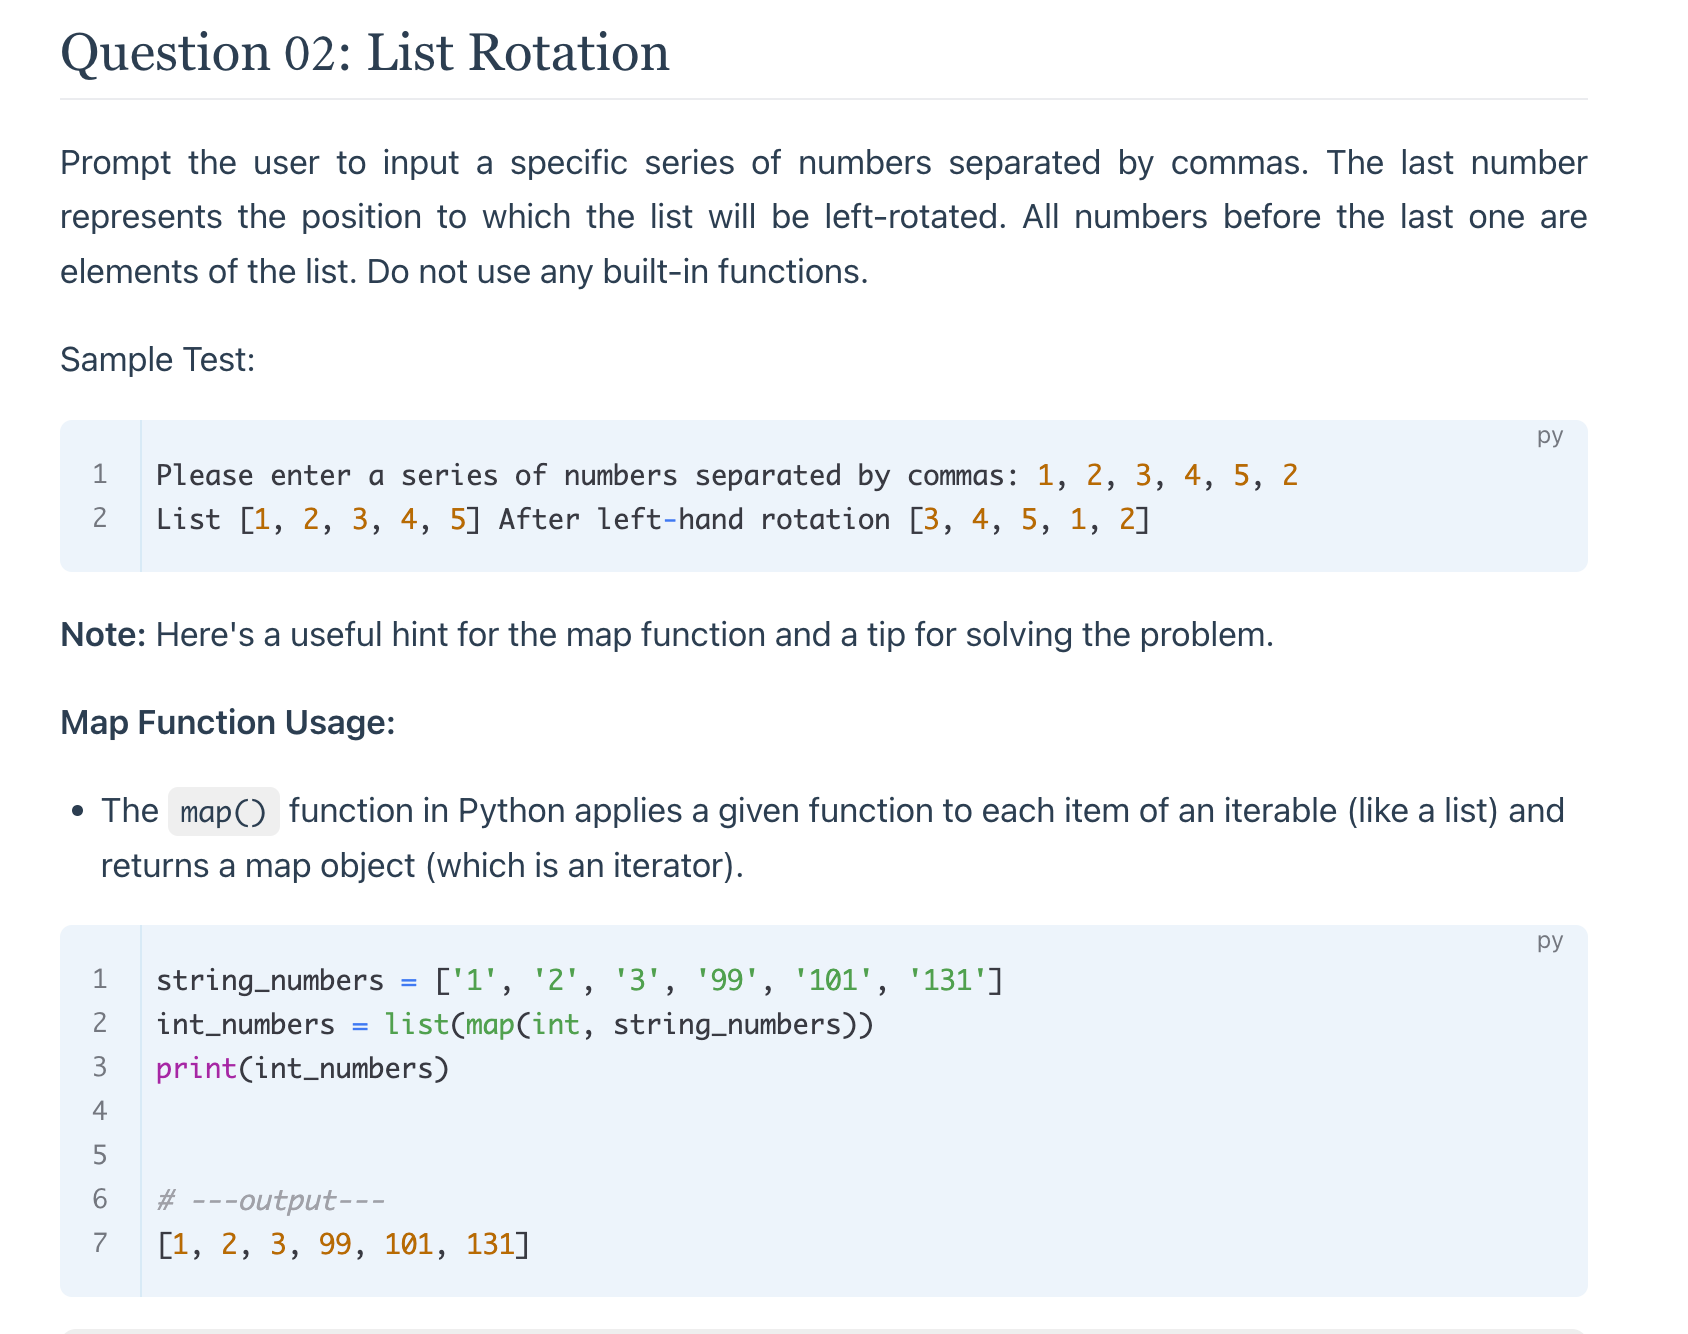 Question 02: List Rotation
Prompt the user to input a specific series of numbers separated by commas. The last number
represents the position to which the list will be left-rotated. All numbers before the last one are
elements of the list. Do not use any built-in functions.
Sample Test:
py
1 Please enter a series of numbers separated by commas: 1, 2, 3, 4, 5, 2
2 List [1, 2, 3, 4, 5] After left-hand rotation [3, 4, 5, 1, 2]
Note: Here's a useful hint for the map function and a tip for solving the problem.
Map Function Usage:
• The map() function in Python applies a given function to each item of an iterable (like a list) and
returns a map object (which is an iterator).
py
1 string_numbers = ['1', '2', '3', '99', '101', '131']
2 int_numbers = list(map(int, string_numbers))
3 print(int_numbers)
4
5
6 # ---output---
7 [1, 2, 3, 99, 101, 131]